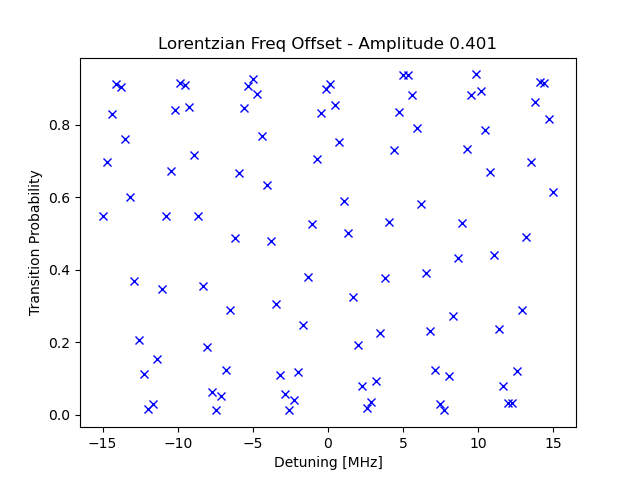 Lorentzian Freq Offset - Amplitude 0.401
Transition Probability
0.8
0.6
0.4
0.2
0.0
−15 −10 −5 0 5 10 15
Detuning [MHz]